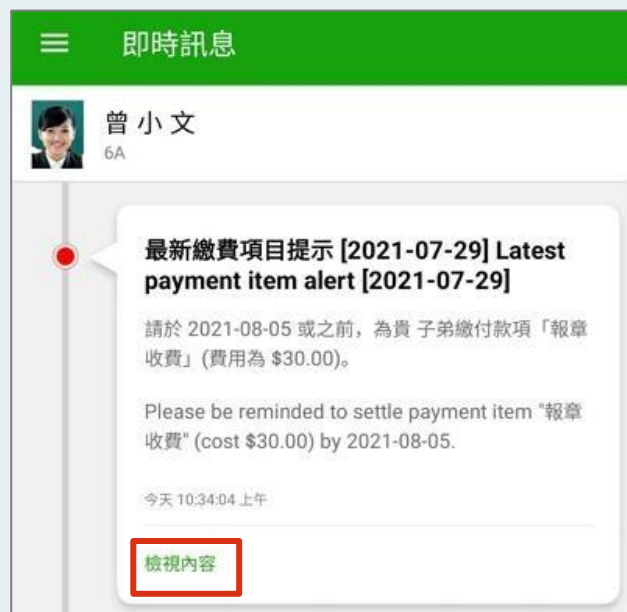 即時訊息
曾小文
6A
最新繳費項目提示 [2021-07-29] Latest
payment item alert [2021-07-29]
請於 2021-08-05 或之前，為貴 子弟繳付款項「報章
收費」(費用為 $30.00)。
Please be reminded to settle payment item "報章
收費" (cost $30.00) by 2021-08-05.
今天 10:34:04 上午
檢視內容